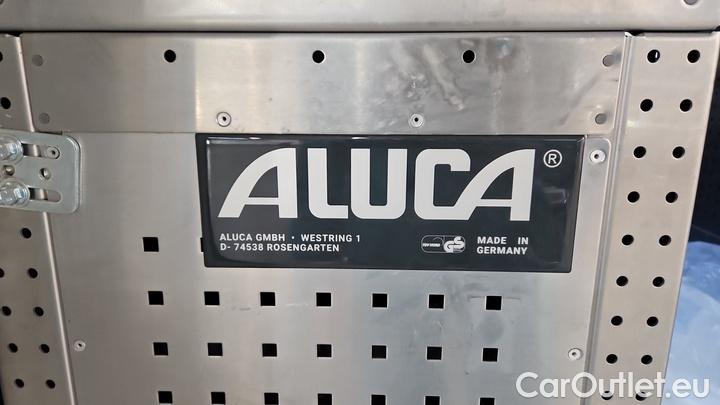 ALUCA®
ALUCA GMBH · WESTRING 1
D- 74538 ROSENGARTEN
MADE IN
GERMANY
CarOutlet.eu